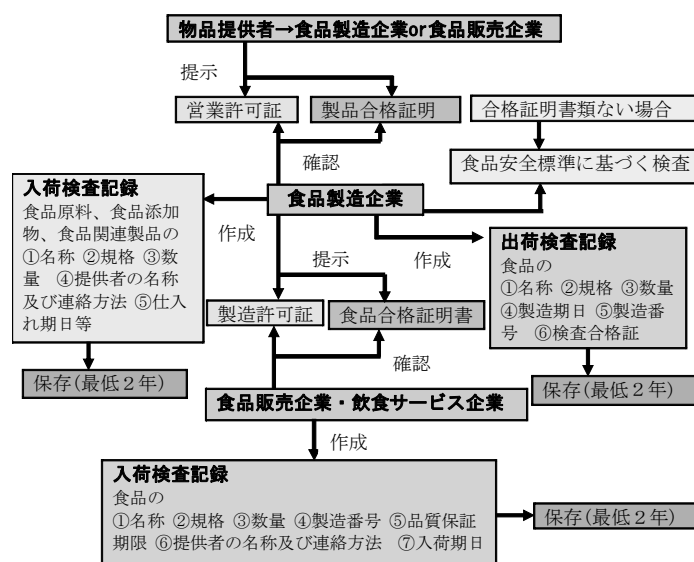 物品提供者→食品製造企業or食品販売企業
提示
営業許可証
製品合格証明
合格証明書類ない場合
確認
食品安全標準に基づく検査
入荷検査記録
食品原料、食品添加
物、食品関連製品の
①名称 ②規格 ③数
量 ④提供者の名称
及び連絡方法 ⑤仕入
れ期日等
食品製造企業
作成
作成
提示
出荷検査記録
食品の
①名称 ②規格 ③数量
④製造期日 ⑤製造番
号 ⑥検査合格証
製造許可証
食品合格証明書
保存(最低２年)
確認
保存(最低２年)
食品販売企業・飲食サービス企業
作成
入荷検査記録
食品の
①名称 ②規格 ③数量 ④製造番号 ⑤品質保証
期限 ⑥提供者の名称及び連絡方法 ⑦入荷期日
保存(最低２年)